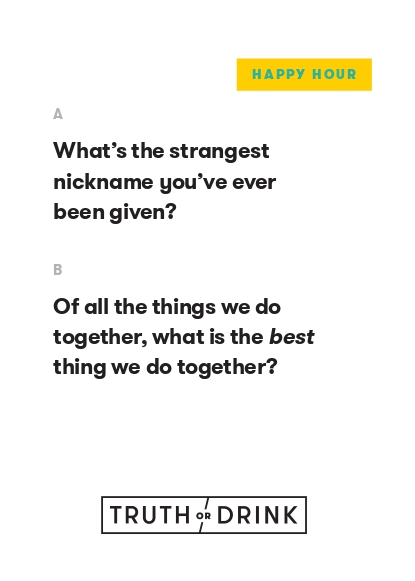 HAPPY HOUR
A
What’s the strangest
nickname you’ve ever
been given?
B
Of all the things we do
together, what is the best
thing we do together?
TRUTH OR DRINK